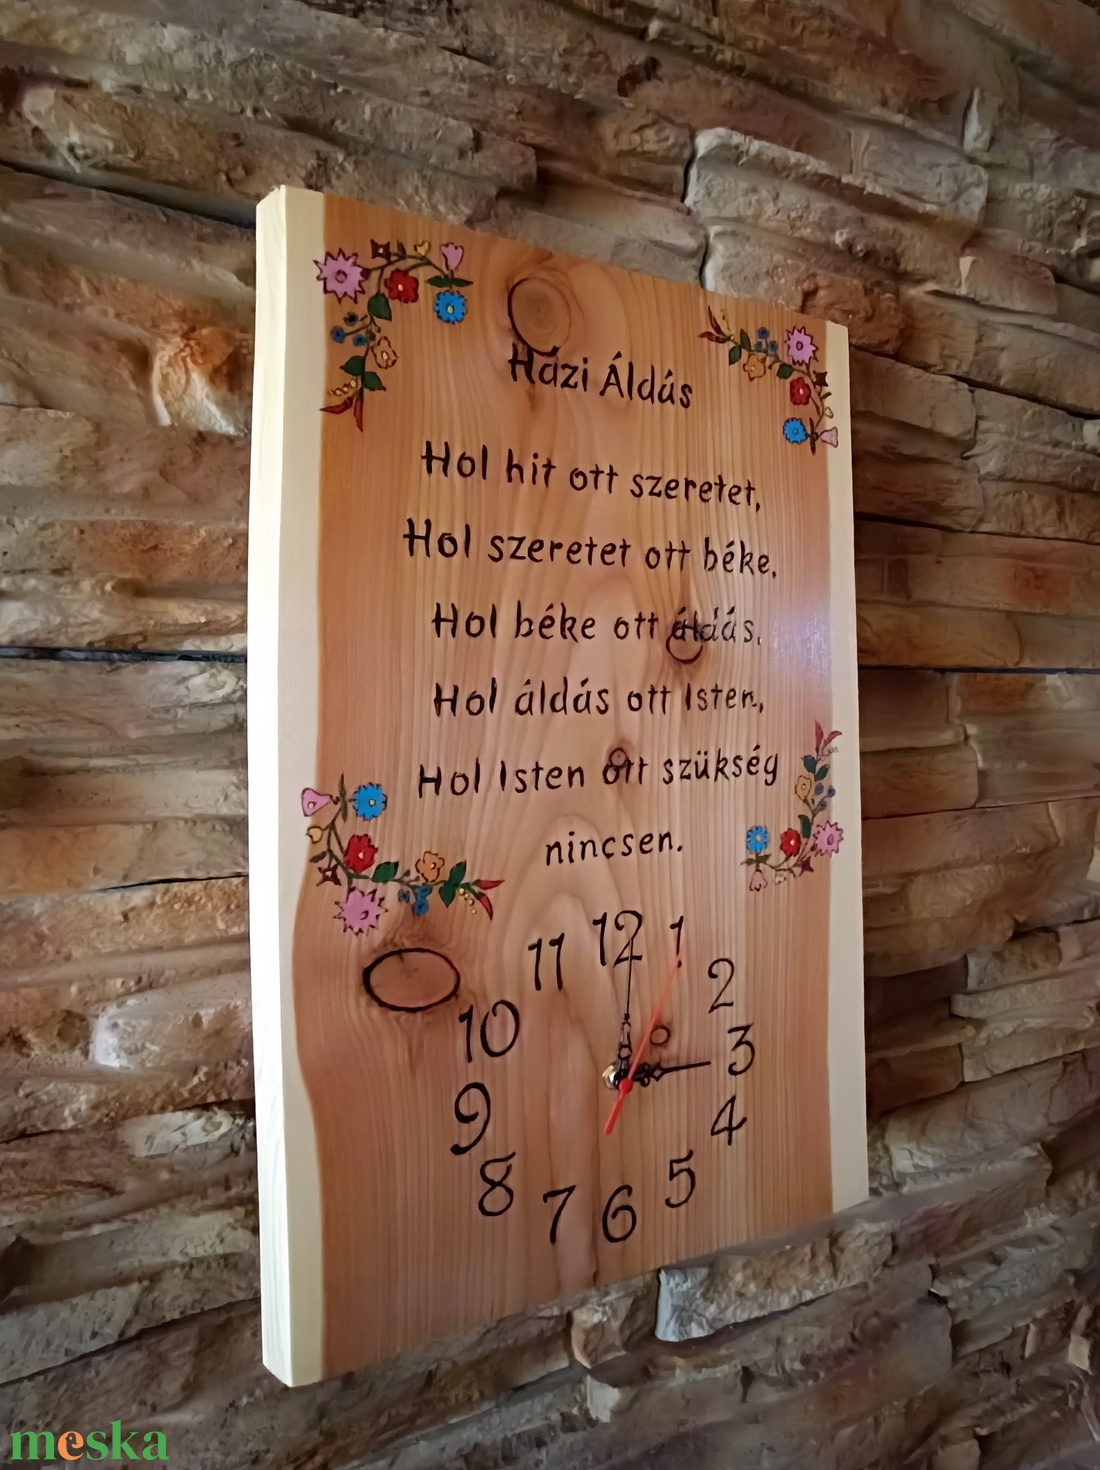 Házi Áldás
Hol hit ott szeretet,
Hol szeretet ott béke.
Hol béke ott áldás.
Hol áldás ott Isten,
Hol Isten ott szükség
nincsen.
12
1
2
3
4
5
6
7
8
9
10
11
meska